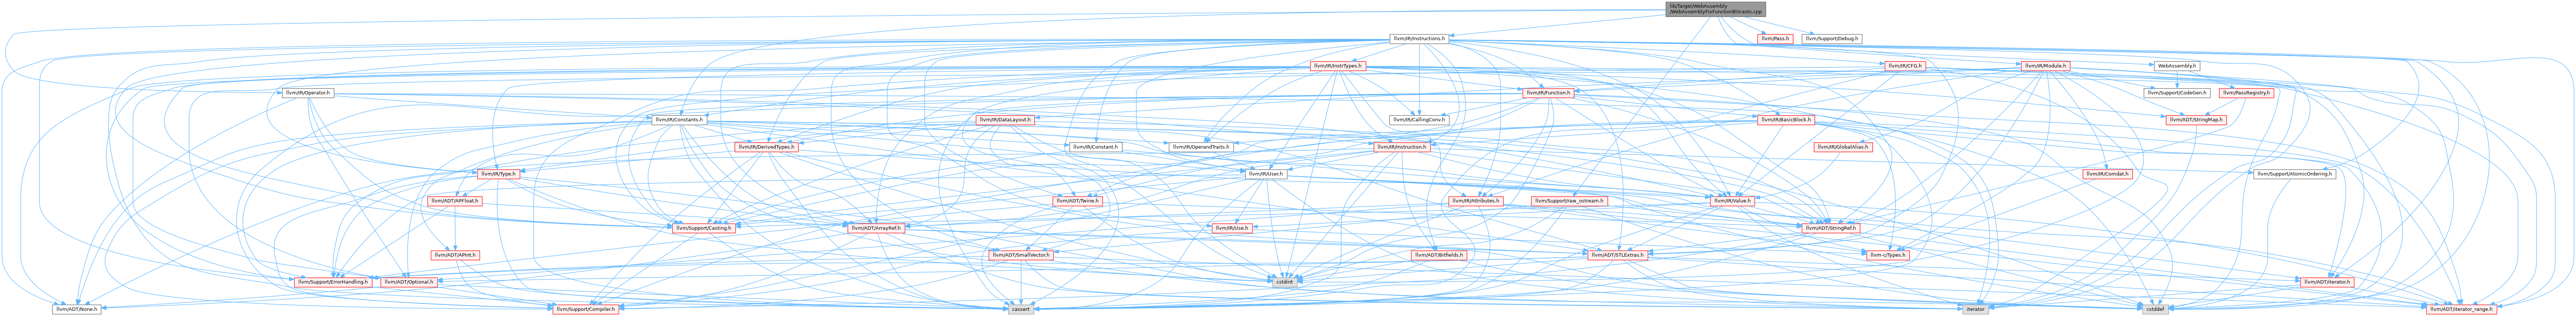 lib/Target/WebAssembly
/WebAssemblyFixFunctionBitcasts.cpp
llvm/IR/Instructions.h
llvm/Pass.h
llvm/Support/Debug.h
llvm/IR/InstrTypes.h
llvm/IR/CFG.h
llvm/IR/Module.h
WebAssembly.h
llvm/IR/Operator.h
llvm/IR/Function.h
llvm/Support/CodeGen.h
llvm/PassRegistry.h
llvm/IR/Constants.h
llvm/IR/DataLayout.h
llvm/IR/CallingConv.h
llvm/IR/BasicBlock.h
llvm/ADT/StringMap.h
llvm/IR/DerivedTypes.h
llvm/IR/Constant.h
llvm/IR/OperandTraits.h
llvm/IR/Instruction.h
llvm/IR/GlobalAlias.h
llvm/IR/Type.h
llvm/IR/User.h
llvm/Support/AtomicOrdering.h
llvm/IR/Comdat.h
llvm/ADT/APFloat.h
llvm/ADT/Twine.h
llvm/IR/Attributes.h
llvm/Support/raw_ostream.h
llvm/IR/Value.h
llvm/Support/Casting.h
llvm/ADT/ArrayRef.h
llvm/IR/Use.h
llvm/ADT/StringRef.h
llvm/ADT/APInt.h
llvm/ADT/SmallVector.h
llvm/ADT/Bitfields.h
llvm/ADT/STLExtras.h
llvm-c/Types.h
llvm/Support/ErrorHandling.h
llvm/ADT/Optional.h
cstdint
llvm/ADT/iterator.h
llvm/ADT/None.h
llvm/Support/Compiler.h
cassert
iterator
cstddef
llvm/ADT/iterator_range.h